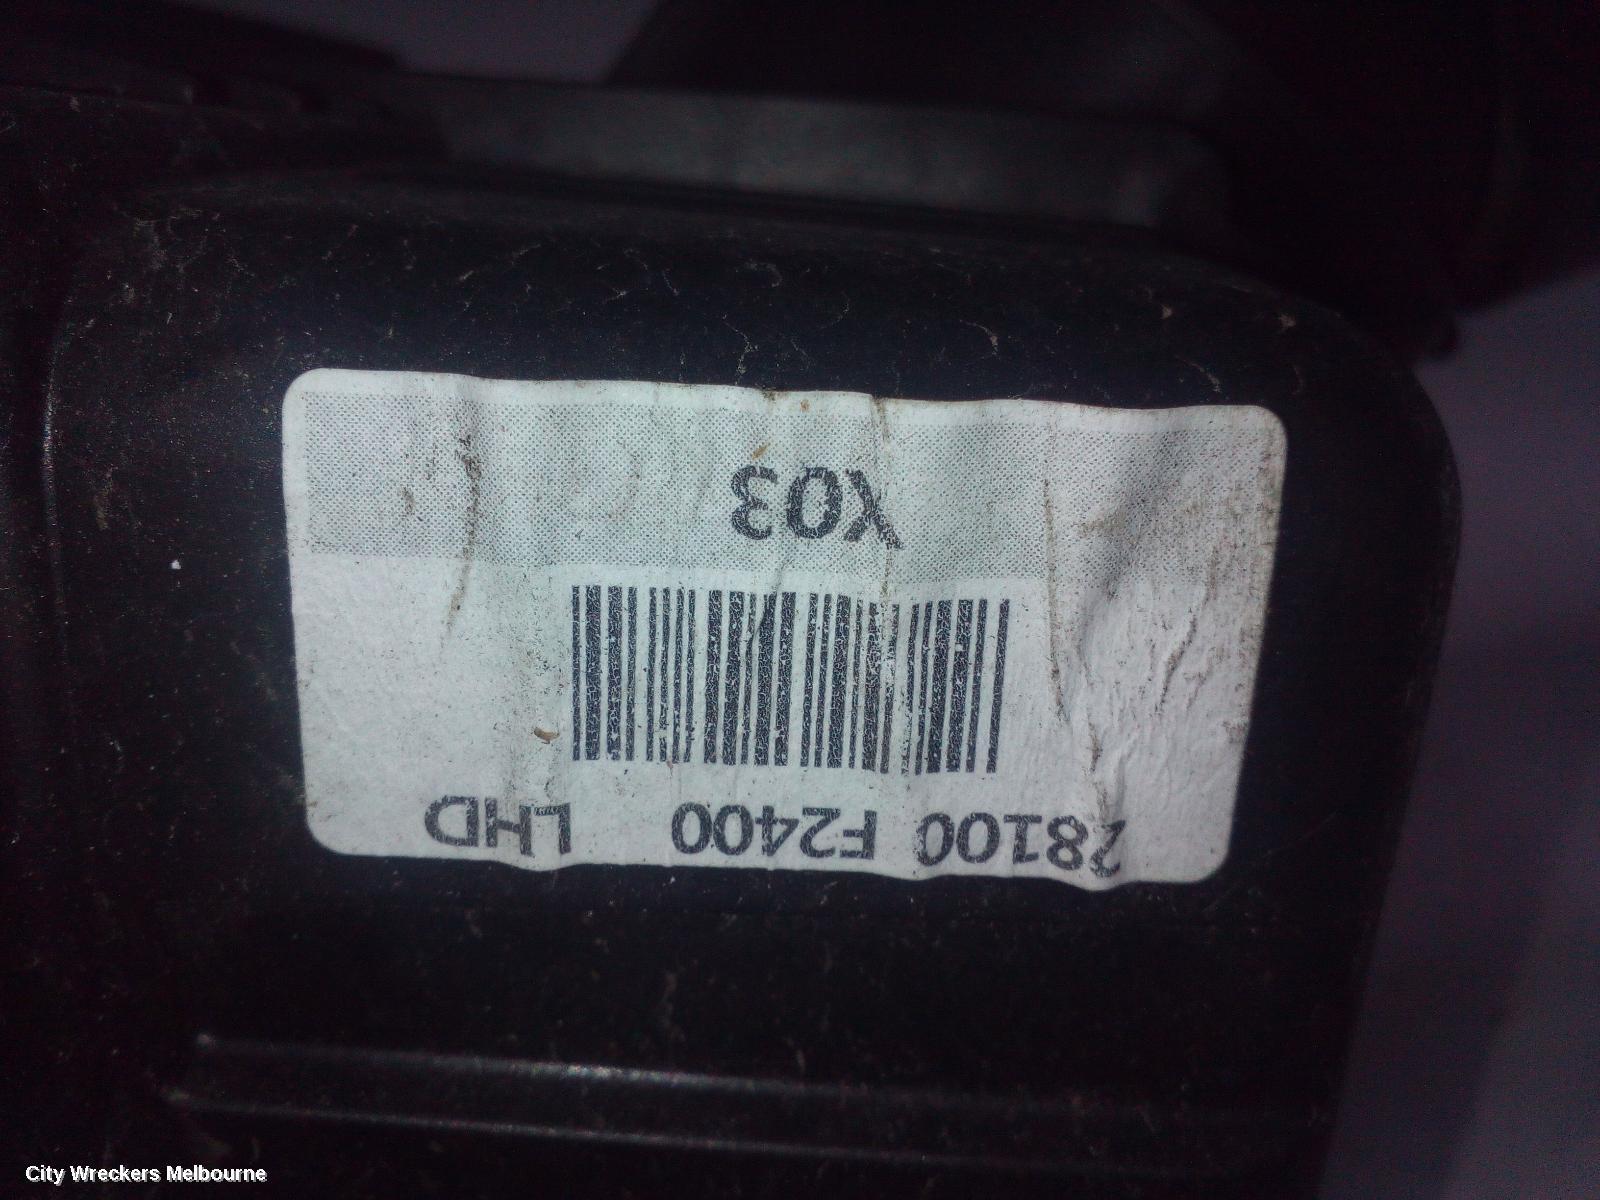 28100 F2400 LHD
X03
City Wreckers Melbourne